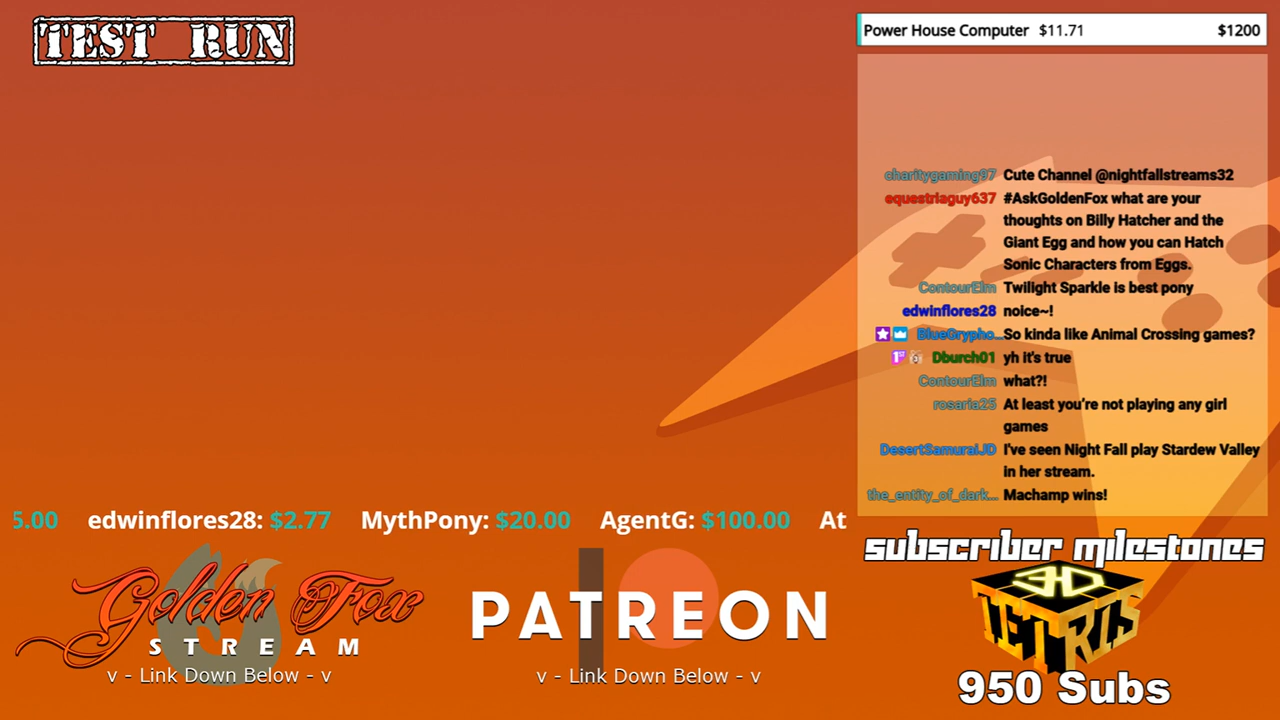 TEST RUN
Power House Computer $11.71 $1200
charitygaming97 Cute Channel @nightfallstreams32
equestriaguy637 #AskGoldenFox what are your
thoughts on Billy Hatcher and the
Giant Egg and how you can Hatch
Sonic Characters from Eggs.
ContourElm Twilight Sparkle is best pony
edwinflores28 noice~!
BlueGrypho... So kinda like Animal Crossing games?
Dburch01 yh it's true
ContourElm what?!
rosaria25 At least you're not playing any girl
games
DesertSamuraiJD I've seen Night Fall play Stardew Valley
in her stream.
the_entity_of_dark... Machamp wins!
5.00 edwinflores28: $2.77 MythPony: $20.00 AgentG: $100.00 At
subscriber milestones
3D
TETRIS
950 Subs
Golden Fox
STREAM
v - Link Down Below - v
PATREON
v - Link Down Below - v